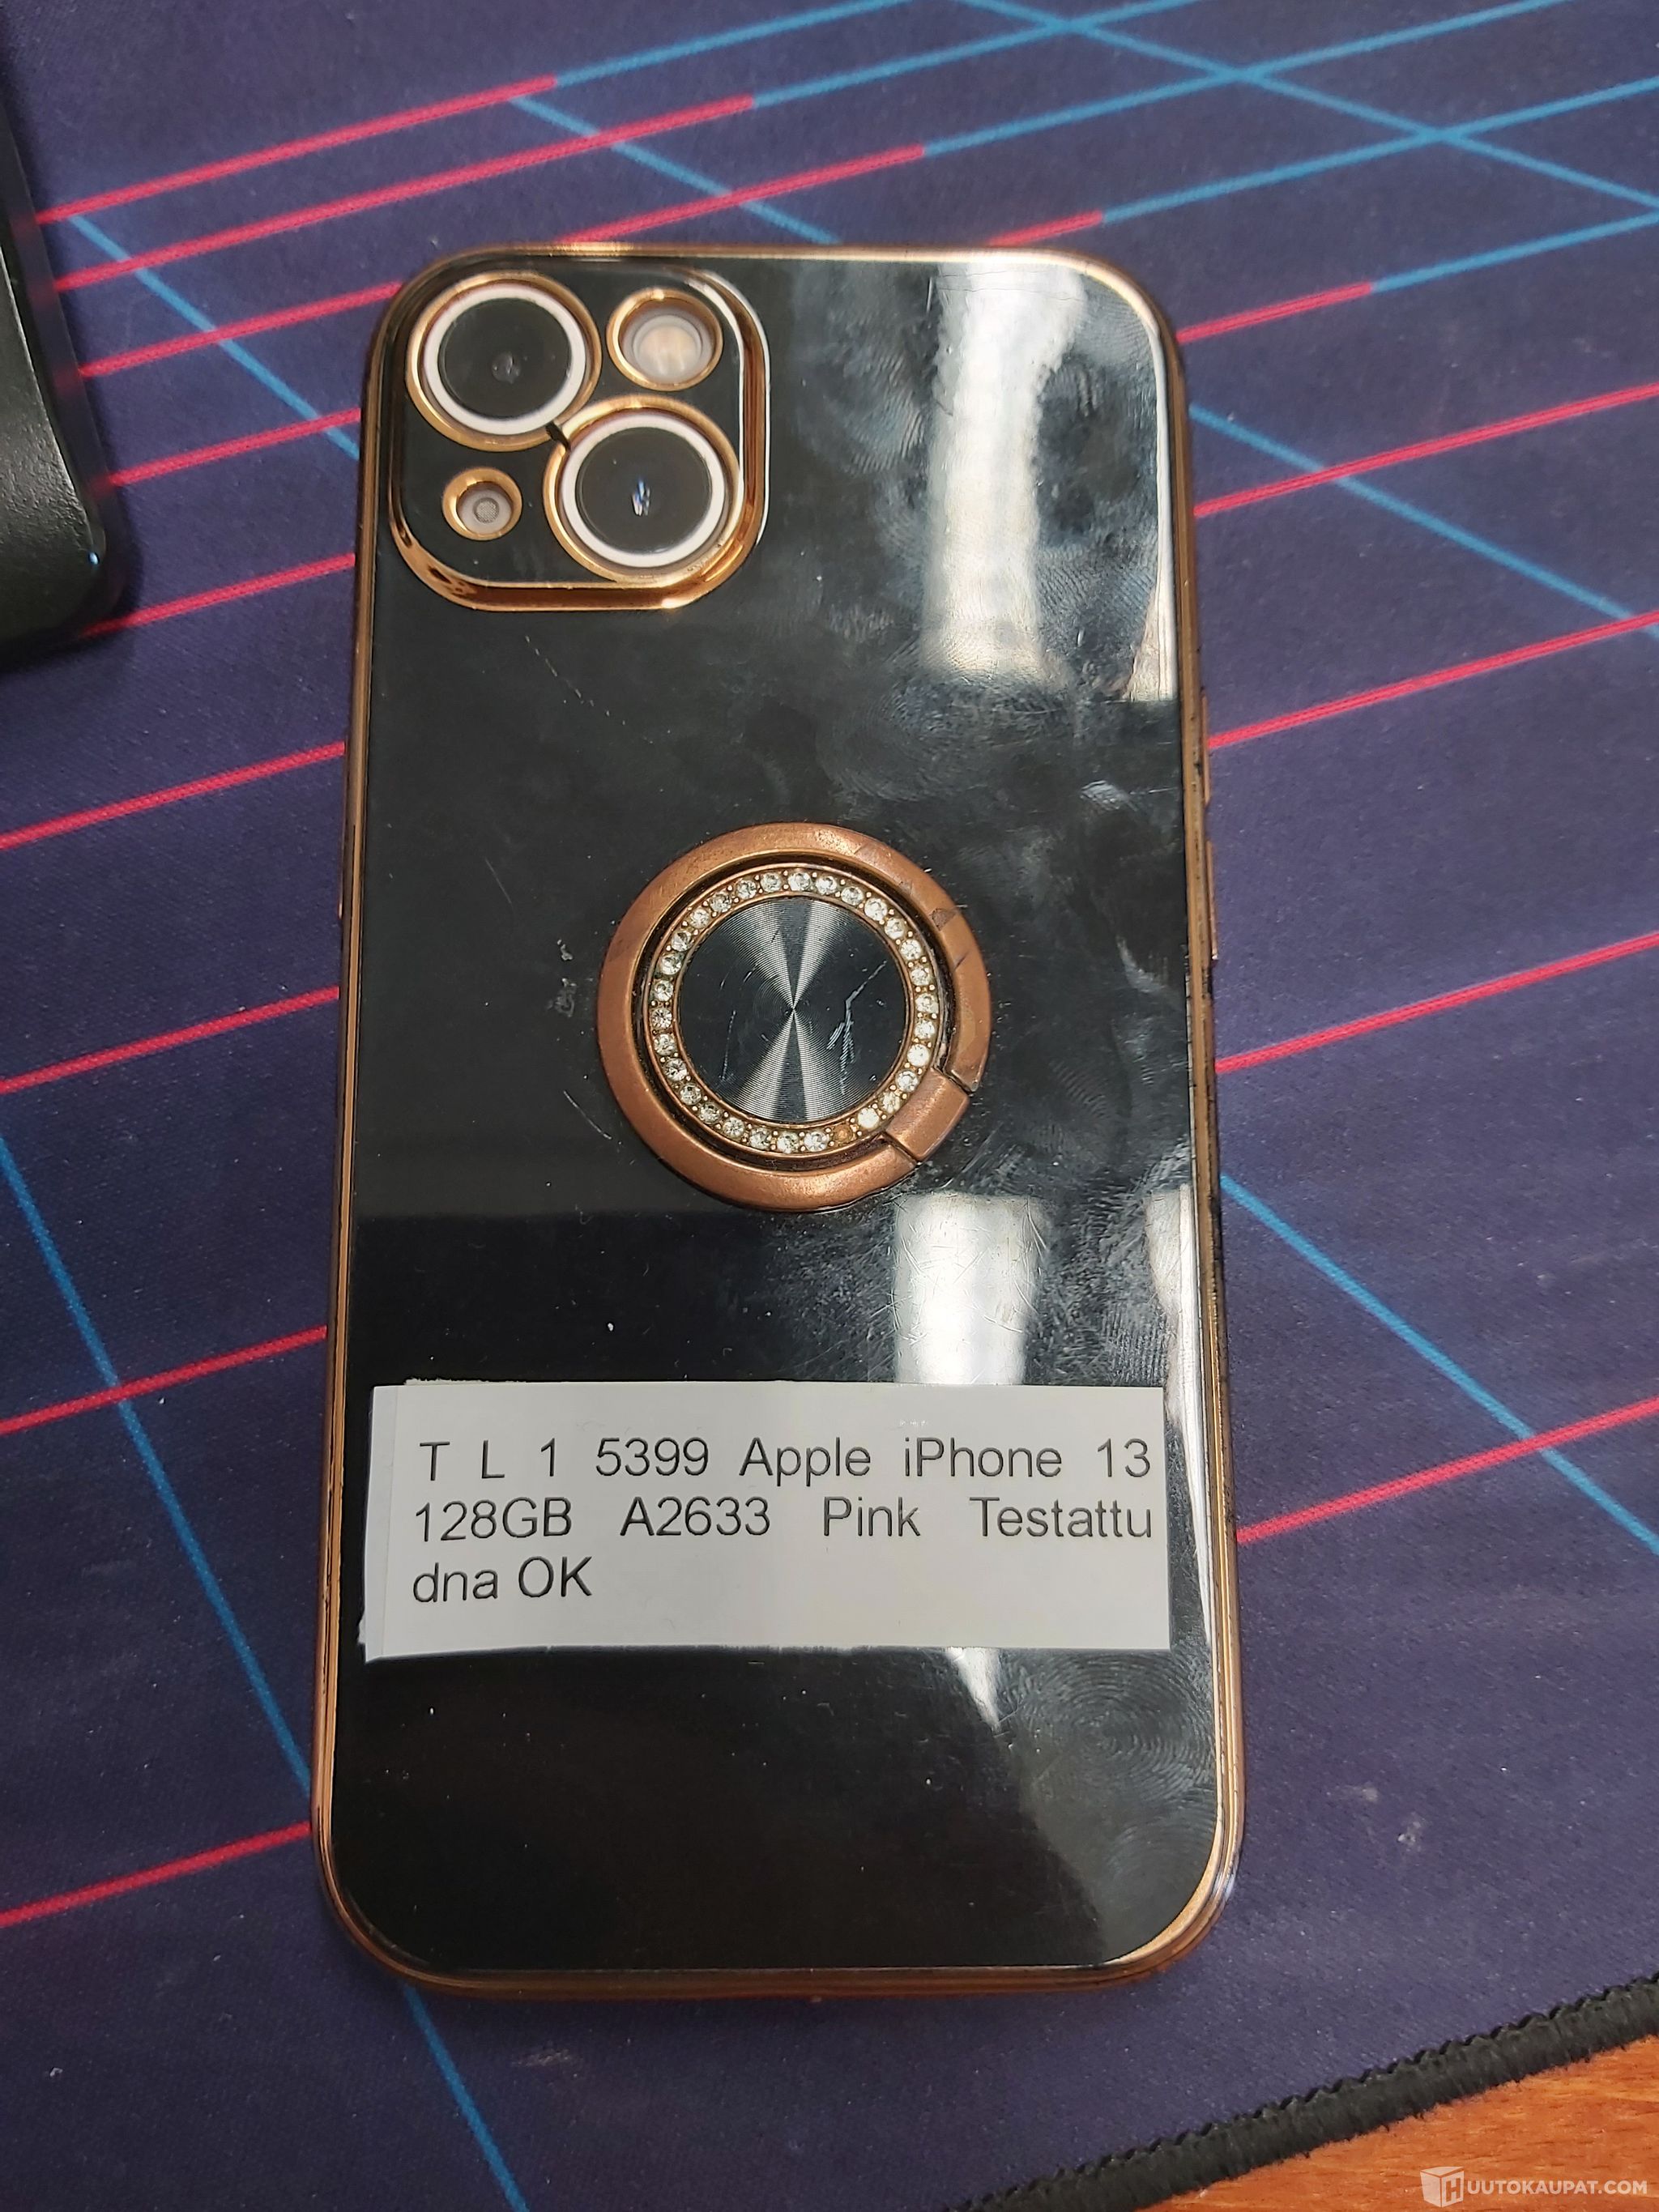 T L 1 5399 Apple iPhone 13
128GB A2633 Pink Testattu
dna OK
HUUTOKAUPAT.COM